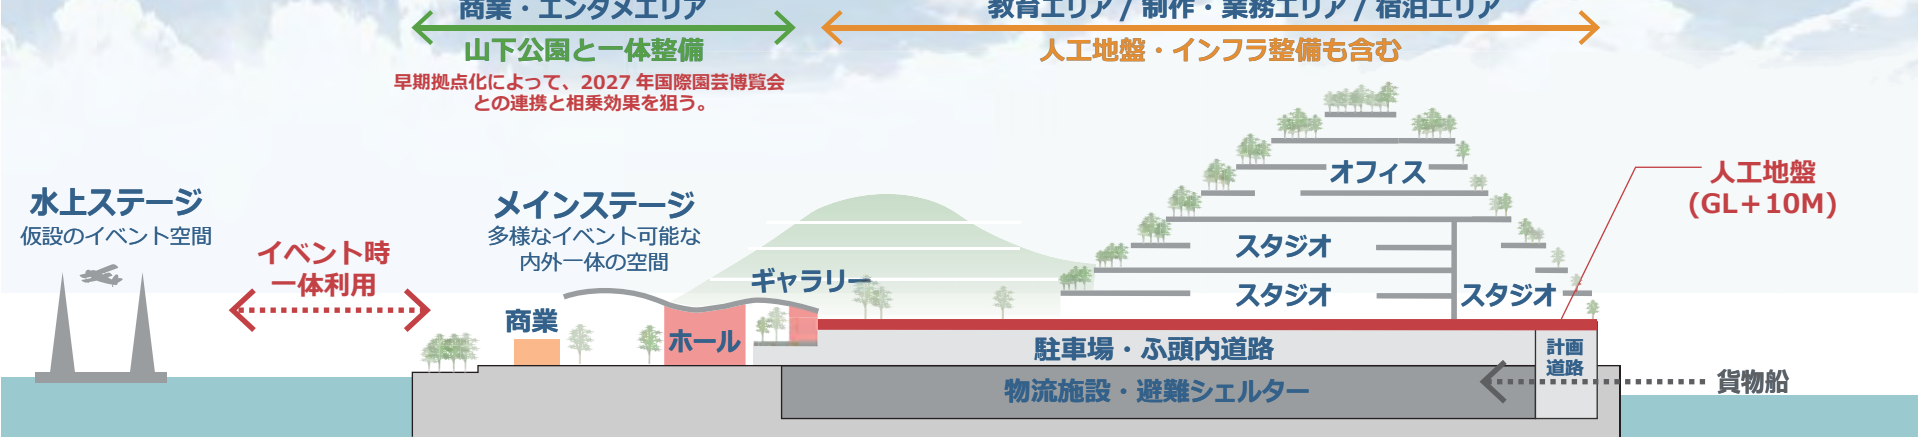 商業・エンタメエリア
教育エリア / 制作・業務エリア / 宿泊エリア
山下公園と一体整備
人工地盤・インフラ整備も含む
早期拠点化によって、2027 年国際園芸博覧会
との連携と相乗効果を狙う。
水上ステージ
仮設のイベント空間
イベント時
一体利用
メインステージ
多様なイベント可能な
内外一体の空間
ギャラリー
商業
ホール
オフィス
スタジオ
スタジオ
スタジオ
人工地盤
(GL＋10M)
駐車場・ふ頭内道路
計画
道路
物流施設・避難シェルター
貨物船